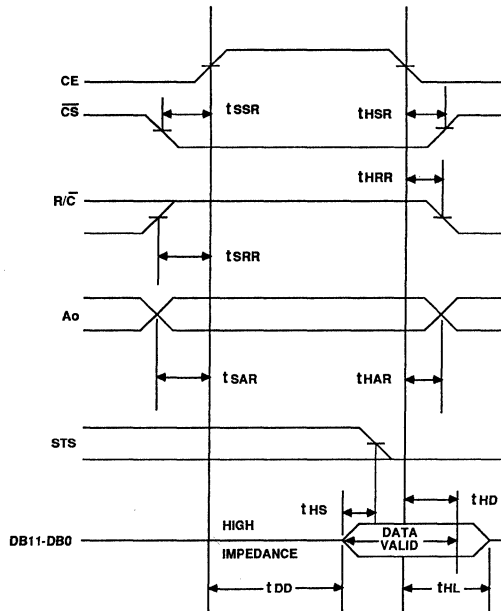 CE
tSSR
tHSR
C̅S̅
tHRR
R/C̅
tSRR
Ao
tSAR
tHAR
STS
tHS
tHD
DB11-DB0
HIGH
IMPEDANCE
DATA
VALID
tDD
tHL